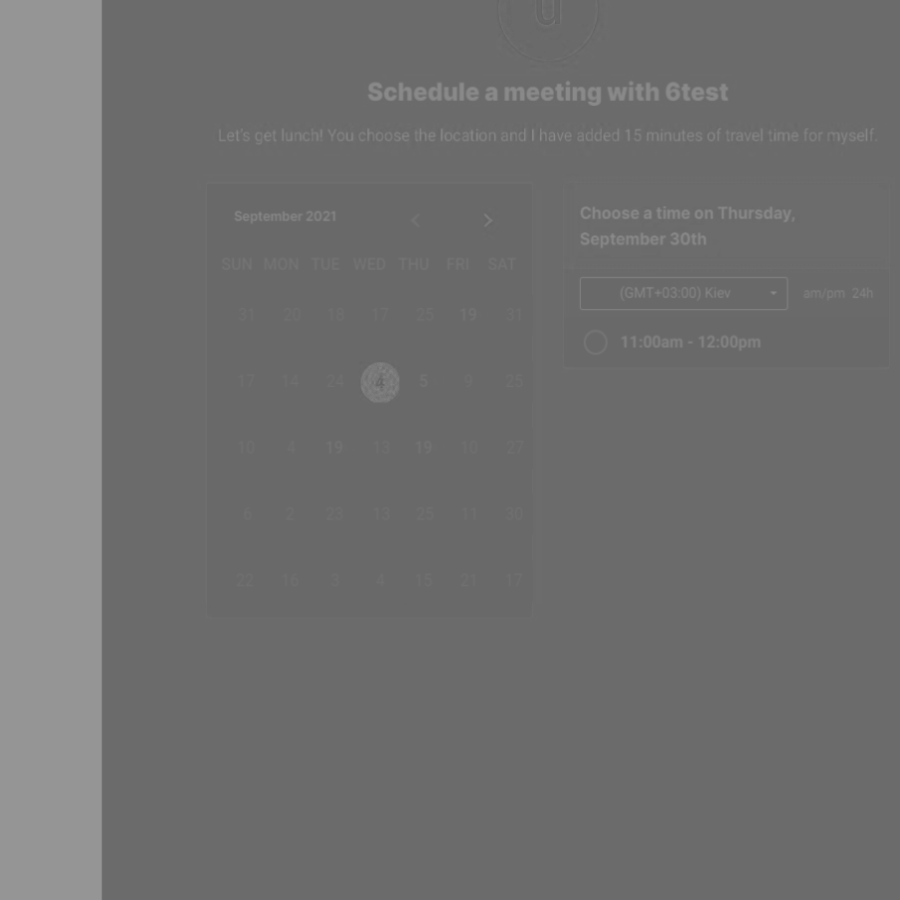 u
Schedule a meeting with 6test
Let's get lunch! You choose the location and I have added 15 minutes of travel time for myself.
September 2021
SUN MON TUE WED THU FRI SAT
31 20 18 17 25 19 31
17 14 24 4 5 9 25
10 4 19 13 19 10 27
6 2 23 13 25 11 30
22 16 3 4 15 21 17
Choose a time on Thursday,
September 30th
(GMT+03:00) Kiev am/pm 24h
11:00am - 12:00pm